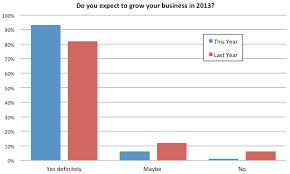 Do you expect to grow your business in 2013?
100%
90%
80%
70%
60%
50%
40%
30%
20%
10%
0%
This Year
Last Year
Yes definitely
Maybe
No